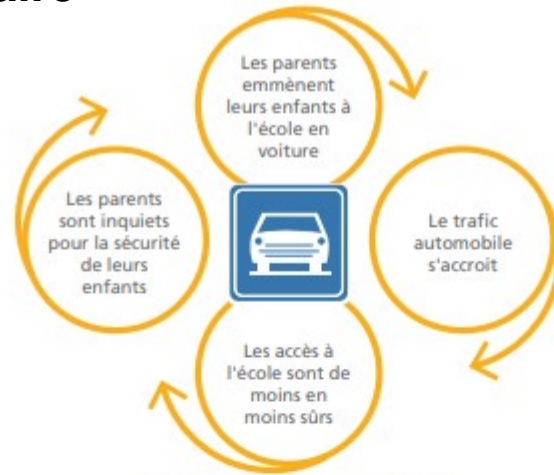 Les parents
emmènent
leurs enfants à
l'école en
voiture
Le trafic
automobile
s'accroit
Les accès à
l'école sont de
moins en
moins sûrs
Les parents
sont inquiets
pour la sécurité
de leurs
enfants